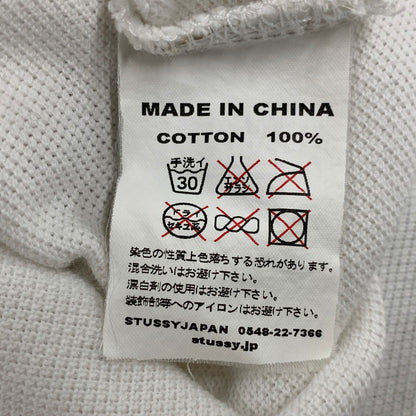 MADE IN CHINA
COTTON 100%
手洗イ
30
エンソ
サラシ
ドライ
セキユ系
染色の性質上色落ちする恐れがあります。
混合洗いはお避け下さい。
漂白剤の使用はお避け下さい。
装飾部等へのアイロンはお避け下さい。
STUSSYJAPAN 0548-22-7366
stussy.jp